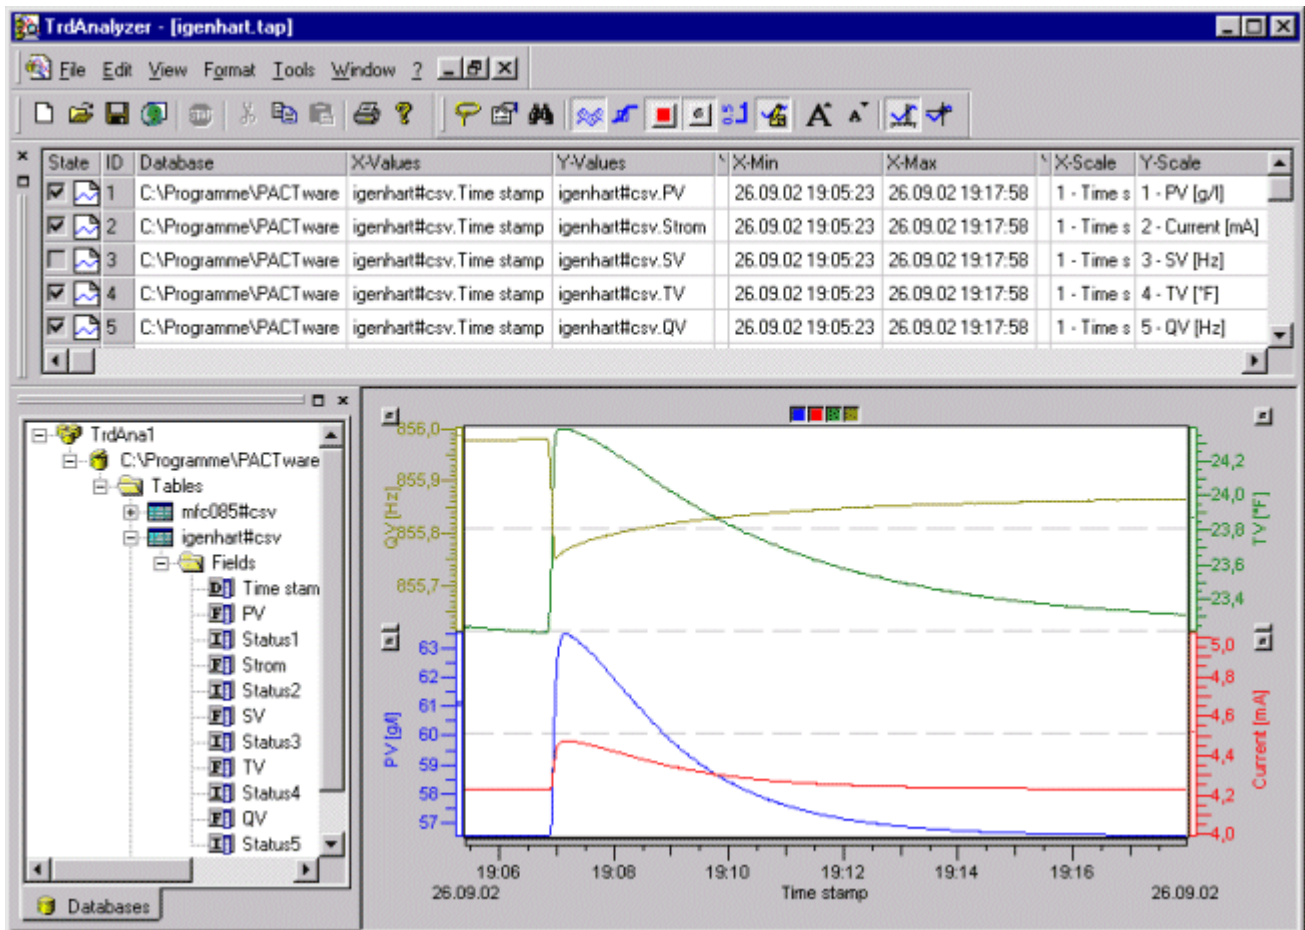 TrdAnalyzer - [igenhart.tap]
File Edit View Format Tools Window ?
State ID Database X-Values Y-Values X-Min X-Max X-Scale Y-Scale
1 C:\Programme\PACTware igenhart#csv.Time stamp igenhart#csv.PV 26.09.02 19:05:23 26.09.02 19:17:58 1 - Time s 1 - PV [g/l]
2 C:\Programme\PACTware igenhart#csv.Time stamp igenhart#csv.Strom 26.09.02 19:05:23 26.09.02 19:17:58 1 - Time s 2 - Current [mA]
3 C:\Programme\PACTware igenhart#csv.Time stamp igenhart#csv.SV 26.09.02 19:05:23 26.09.02 19:17:58 1 - Time s 3 - SV [Hz]
4 C:\Programme\PACTware igenhart#csv.Time stamp igenhart#csv.TV 26.09.02 19:05:23 26.09.02 19:17:58 1 - Time s 4 - TV [°F]
5 C:\Programme\PACTware igenhart#csv.Time stamp igenhart#csv.QV 26.09.02 19:05:23 26.09.02 19:17:58 1 - Time s 5 - QV [Hz]
TrdAna1
C:\Programme\PACTware
Tables
mfc085#csv
igenhart#csv
Fields
Time stam
PV
Status1
Strom
Status2
SV
Status3
TV
Status4
QV
Status5
Databases
856,0
855,9
855,8
855,7
QV [Hz]
24,2
24,0
23,8
23,6
23,4
TV [°F]
63
62
61
60
59
58
57
PV [g/l]
5,0
4,8
4,6
4,4
4,2
4,0
Current [mA]
19:06 19:08 19:10 19:12 19:14 19:16
26.09.02 Time stamp 26.09.02